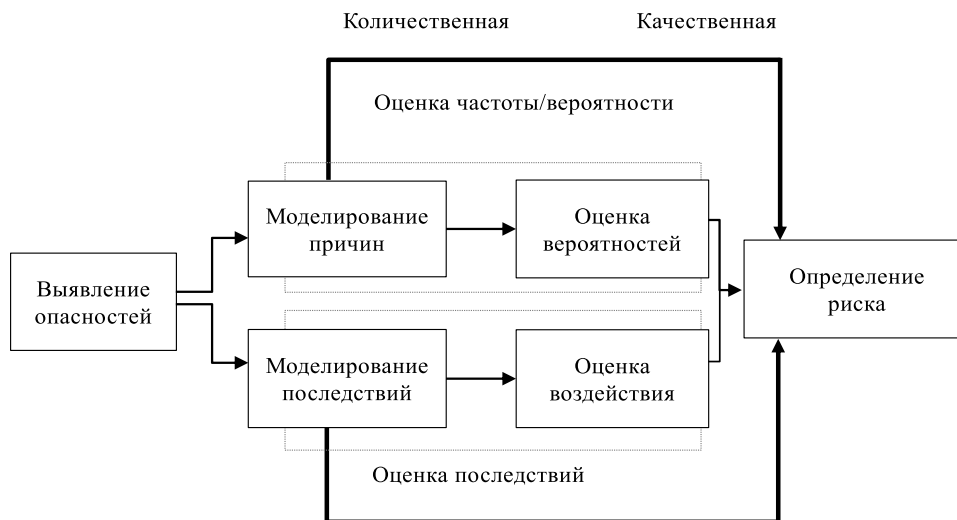 Количественная
Качественная
Оценка частоты/вероятности
Моделирование
причин
Оценка
вероятностей
Выявление
опасностей
Определение
риска
Моделирование
последствий
Оценка
воздействия
Оценка последствий